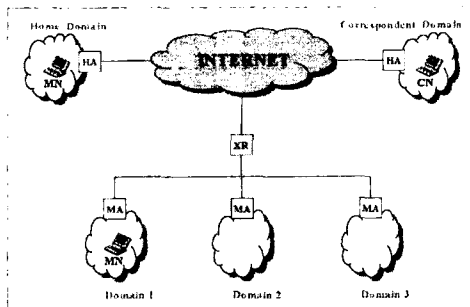 Home Domain
Correspondent Domain
HA
MN
INTERNET
HA
CN
XR
MA
MA
MA
MN
Domain 1
Domain 2
Domain 3